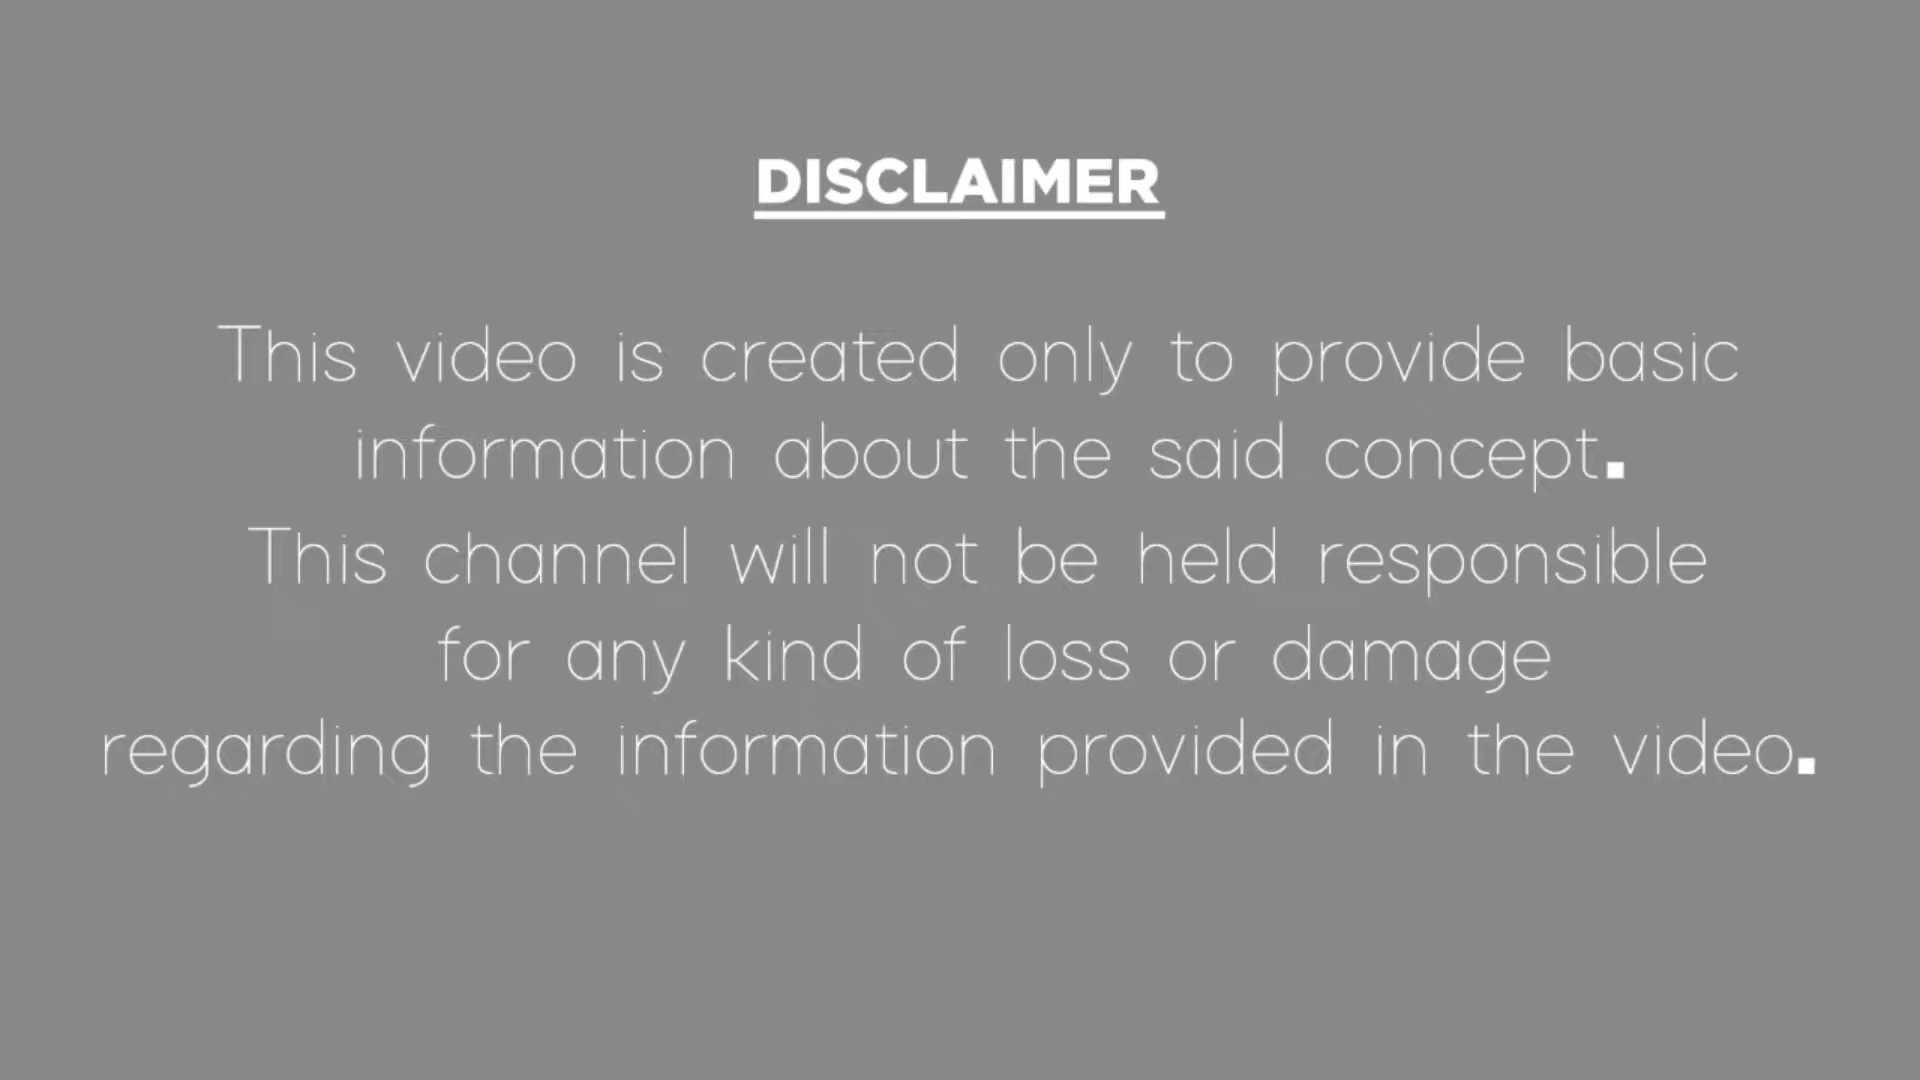 DISCLAIMER
This video is created only to provide basic
information about the said concept.
This channel will not be held responsible
for any kind of loss or damage
regarding the information provided in the video.